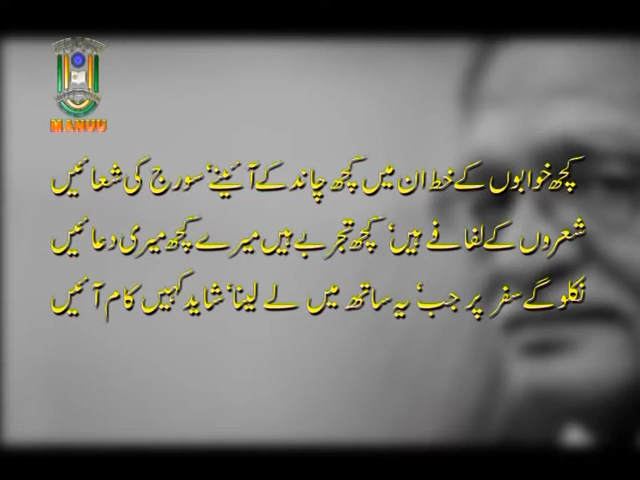 MANUU
کچھ خوابوں کے خط ان میں کچھ چاند کے آئینے، سورج کی شعائیں
شعروں کے لفافے ہیں، کچھ تجربے ہیں میرے کچھ میری دعائیں
نکلو گے سفر پر جب، یہ ساتھ میں لے لینا، شاید کہیں کام آئیں